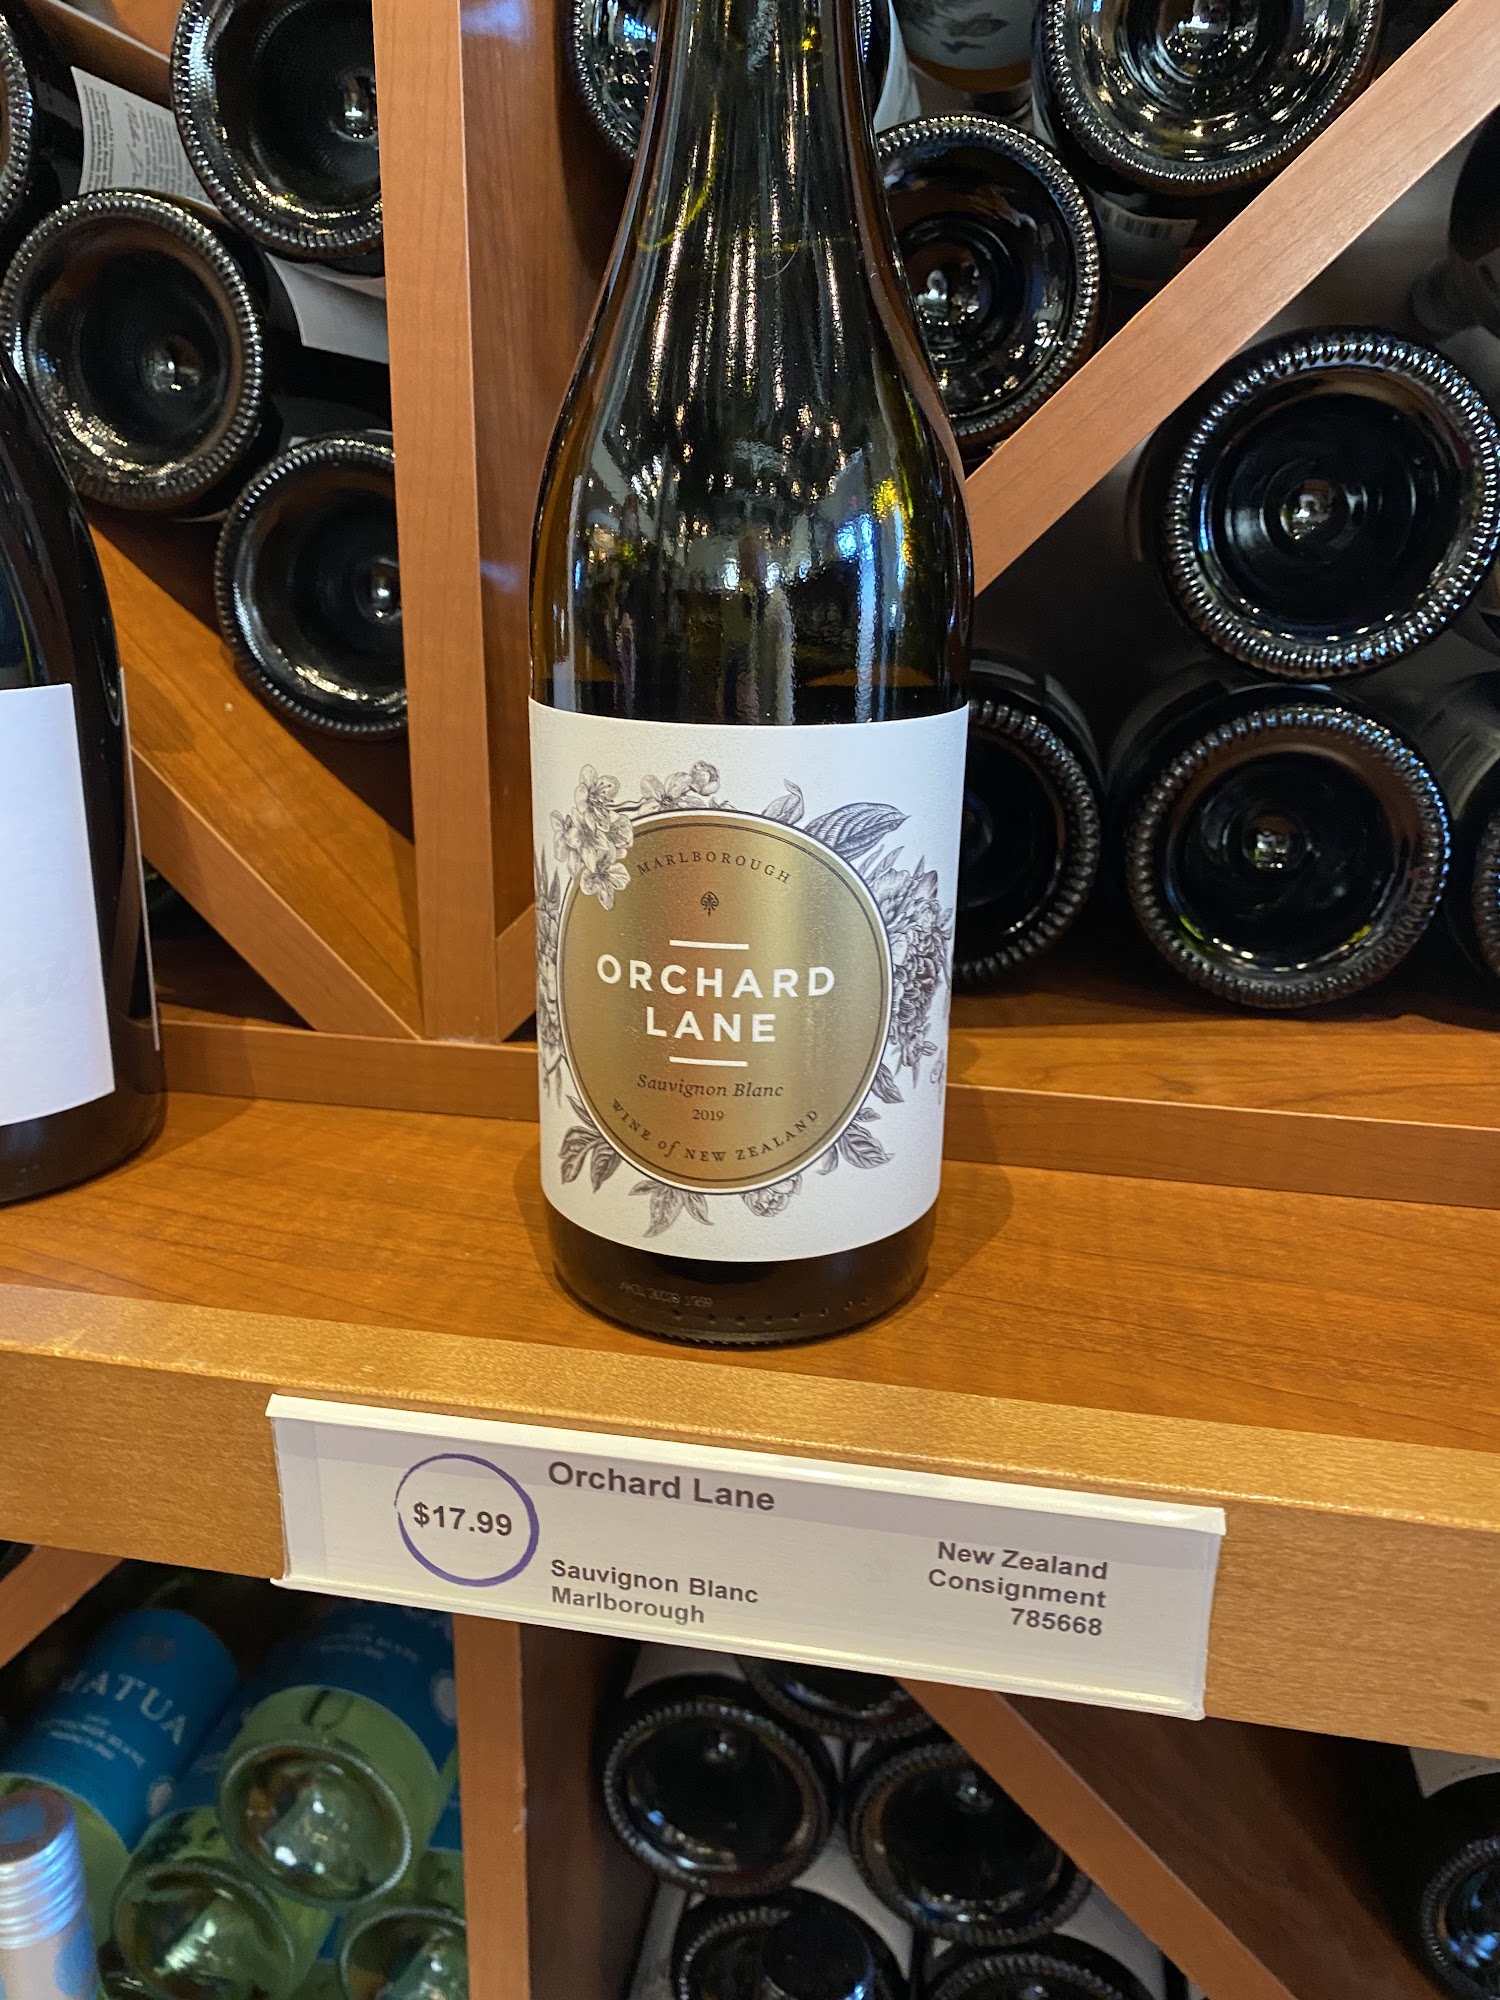 MARLBOROUGH
ORCHARD
LANE
Sauvignon Blanc
2019
WINE of NEW ZEALAND
Orchard Lane
$17.99
Sauvignon Blanc
Marlborough
New Zealand
Consignment
785668